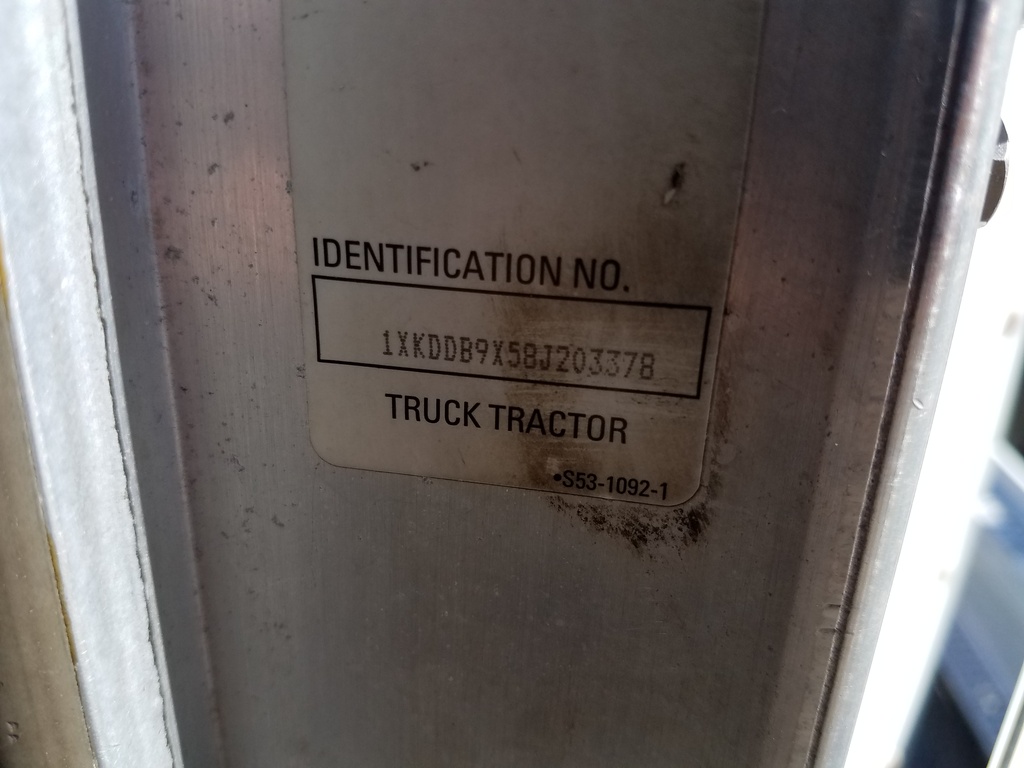 IDENTIFICATION NO.
1XKDDB9X58J203378
TRUCK TRACTOR
•S53-1092-1